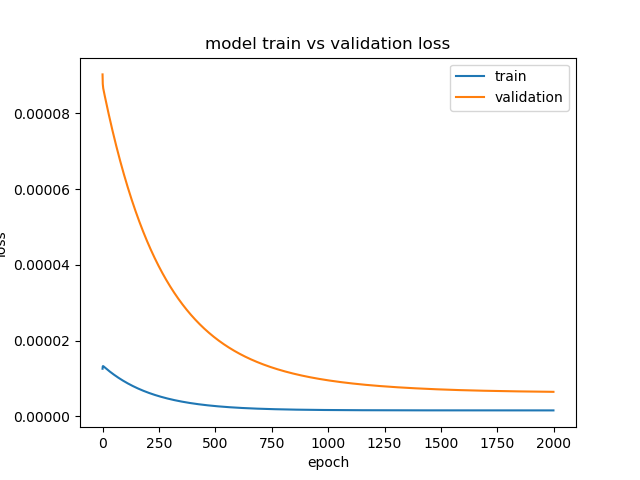 model train vs validation loss
train
validation
0.00008
0.00006
0.00004
0.00002
0.00000
loss
0 250 500 750 1000 1250 1500 1750 2000
epoch